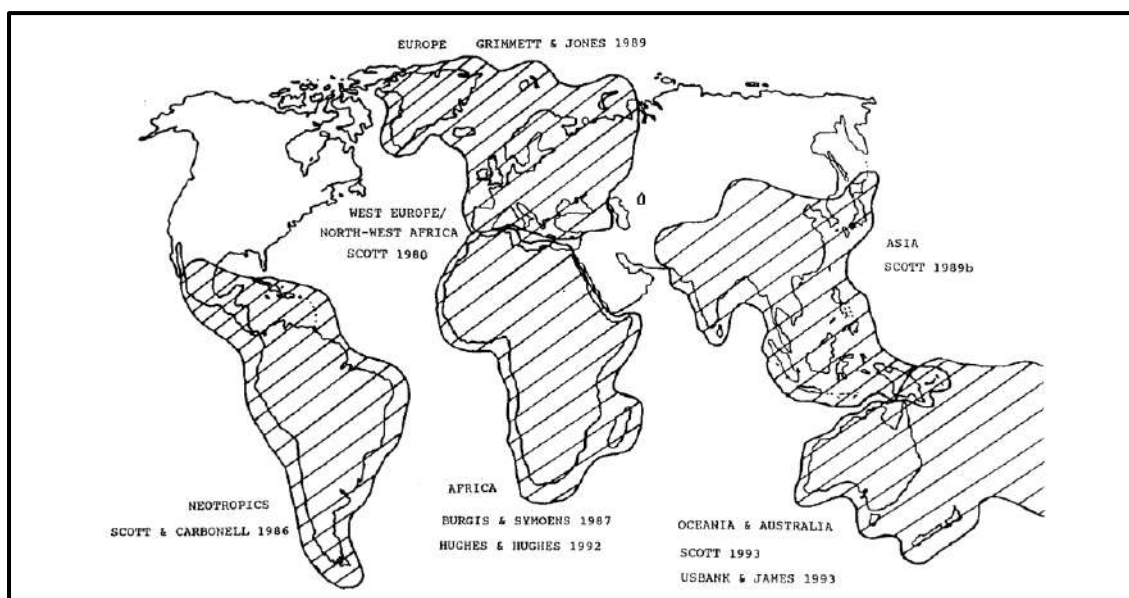 EUROPE GRIMMETT & JONES 1989
WEST EUROPE/
NORTH-WEST AFRICA
SCOTT 1980
ASIA
SCOTT 1989b
NEOTROPICS
SCOTT & CARBONELL 1986
AFRICA
BURGIS & SYMOENS 1987
HUGHES & HUGHES 1992
OCEANIA & AUSTRALIA
SCOTT 1993
USBANK & JAMES 1993